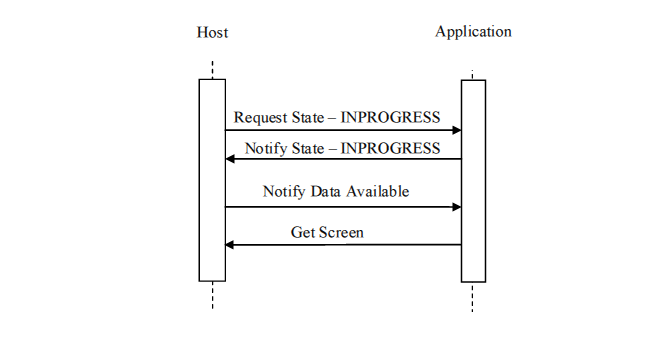 Host
Application
Request State – INPROGRESS
Notify State – INPROGRESS
Notify Data Available
Get Screen